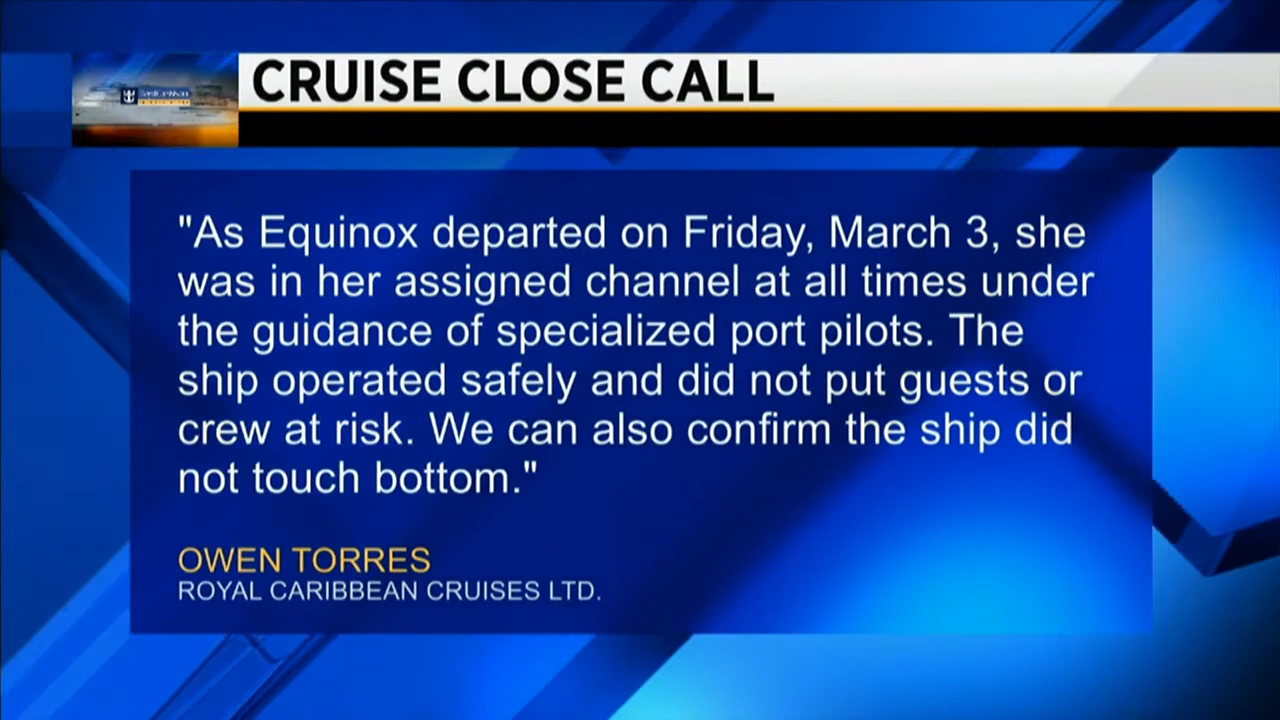 CRUISE CLOSE CALL
"As Equinox departed on Friday, March 3, she
was in her assigned channel at all times under
the guidance of specialized port pilots. The
ship operated safely and did not put guests or
crew at risk. We can also confirm the ship did
not touch bottom."
OWEN TORRES
ROYAL CARIBBEAN CRUISES LTD.